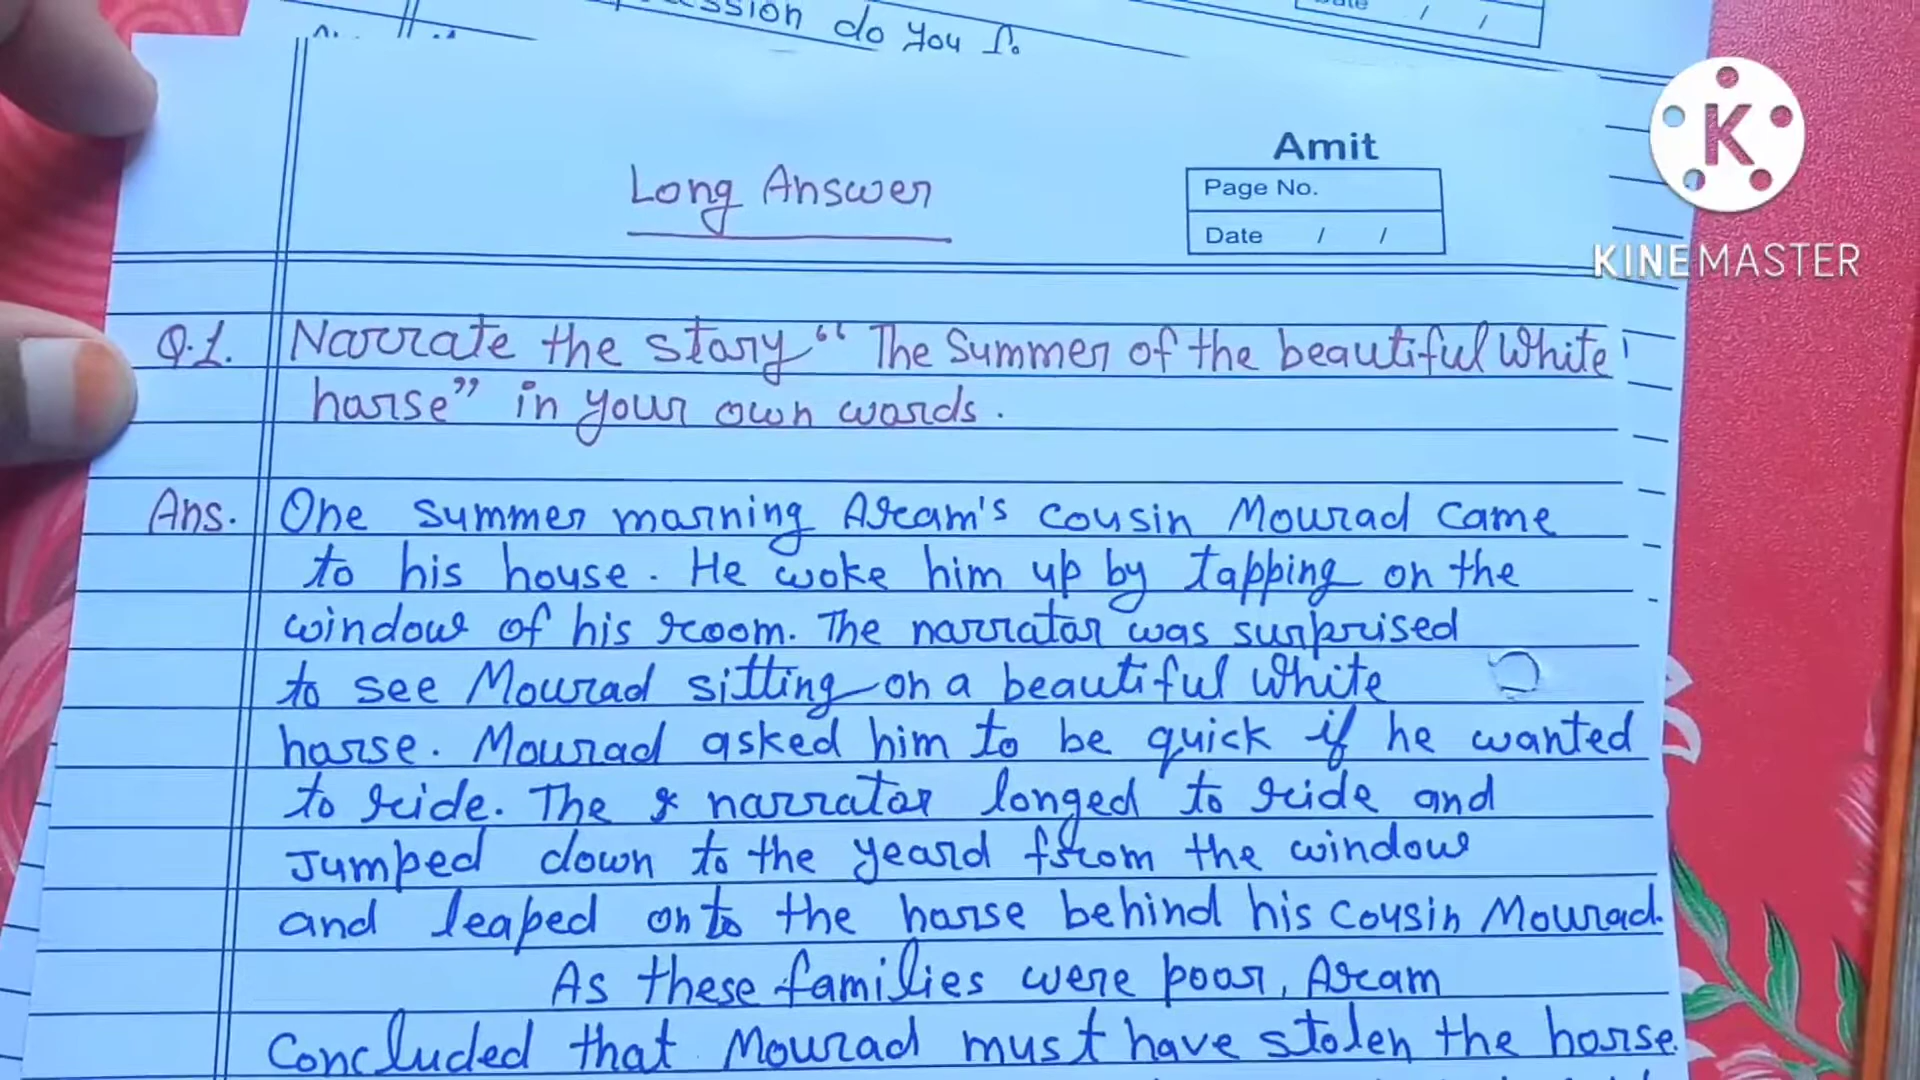 ssion do you
Date / /
Amit
Page No.
Date / /
Long Answer
KINEMASTER
Q.1. Narrate the story "The Summer of the beautiful White
horse" in your own words.
Ans. One summer morning Aram's cousin Mourad came
to his house. He woke him up by tapping on the
window of his room. The narrator was surprised
to see Mourad sitting on a beautiful White
horse. Mourad asked him to be quick if he wanted
to ride. The narrator longed to ride and
Jumped down to the yeard from the window
and leaped onto the horse behind his cousin Mourad.
As these families were poor, Aram
Concluded that Mourad must have stolen the horse.